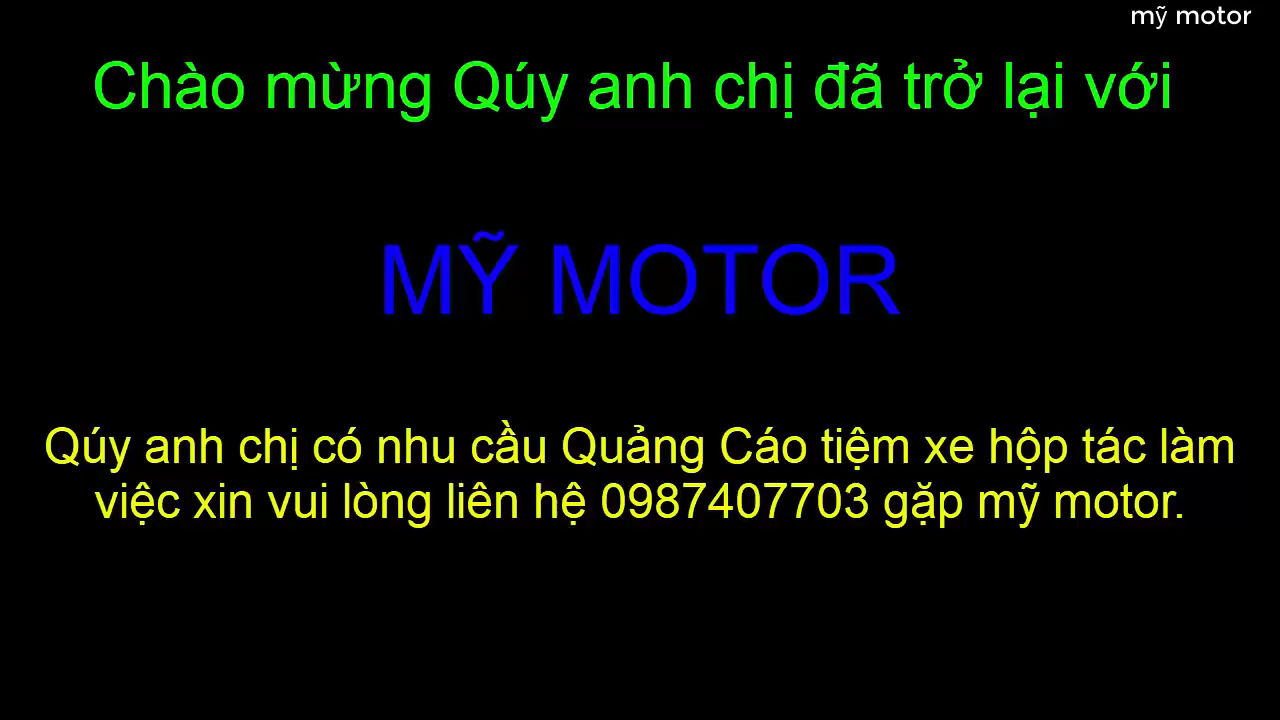 mỹ motor
Chào mừng Qúy anh chị đã trở lại với
MỸ MOTOR
Qúy anh chị có nhu cầu Quảng Cáo tiệm xe hộp tác làm
việc xin vui lòng liên hệ 0987407703 gặp mỹ motor.